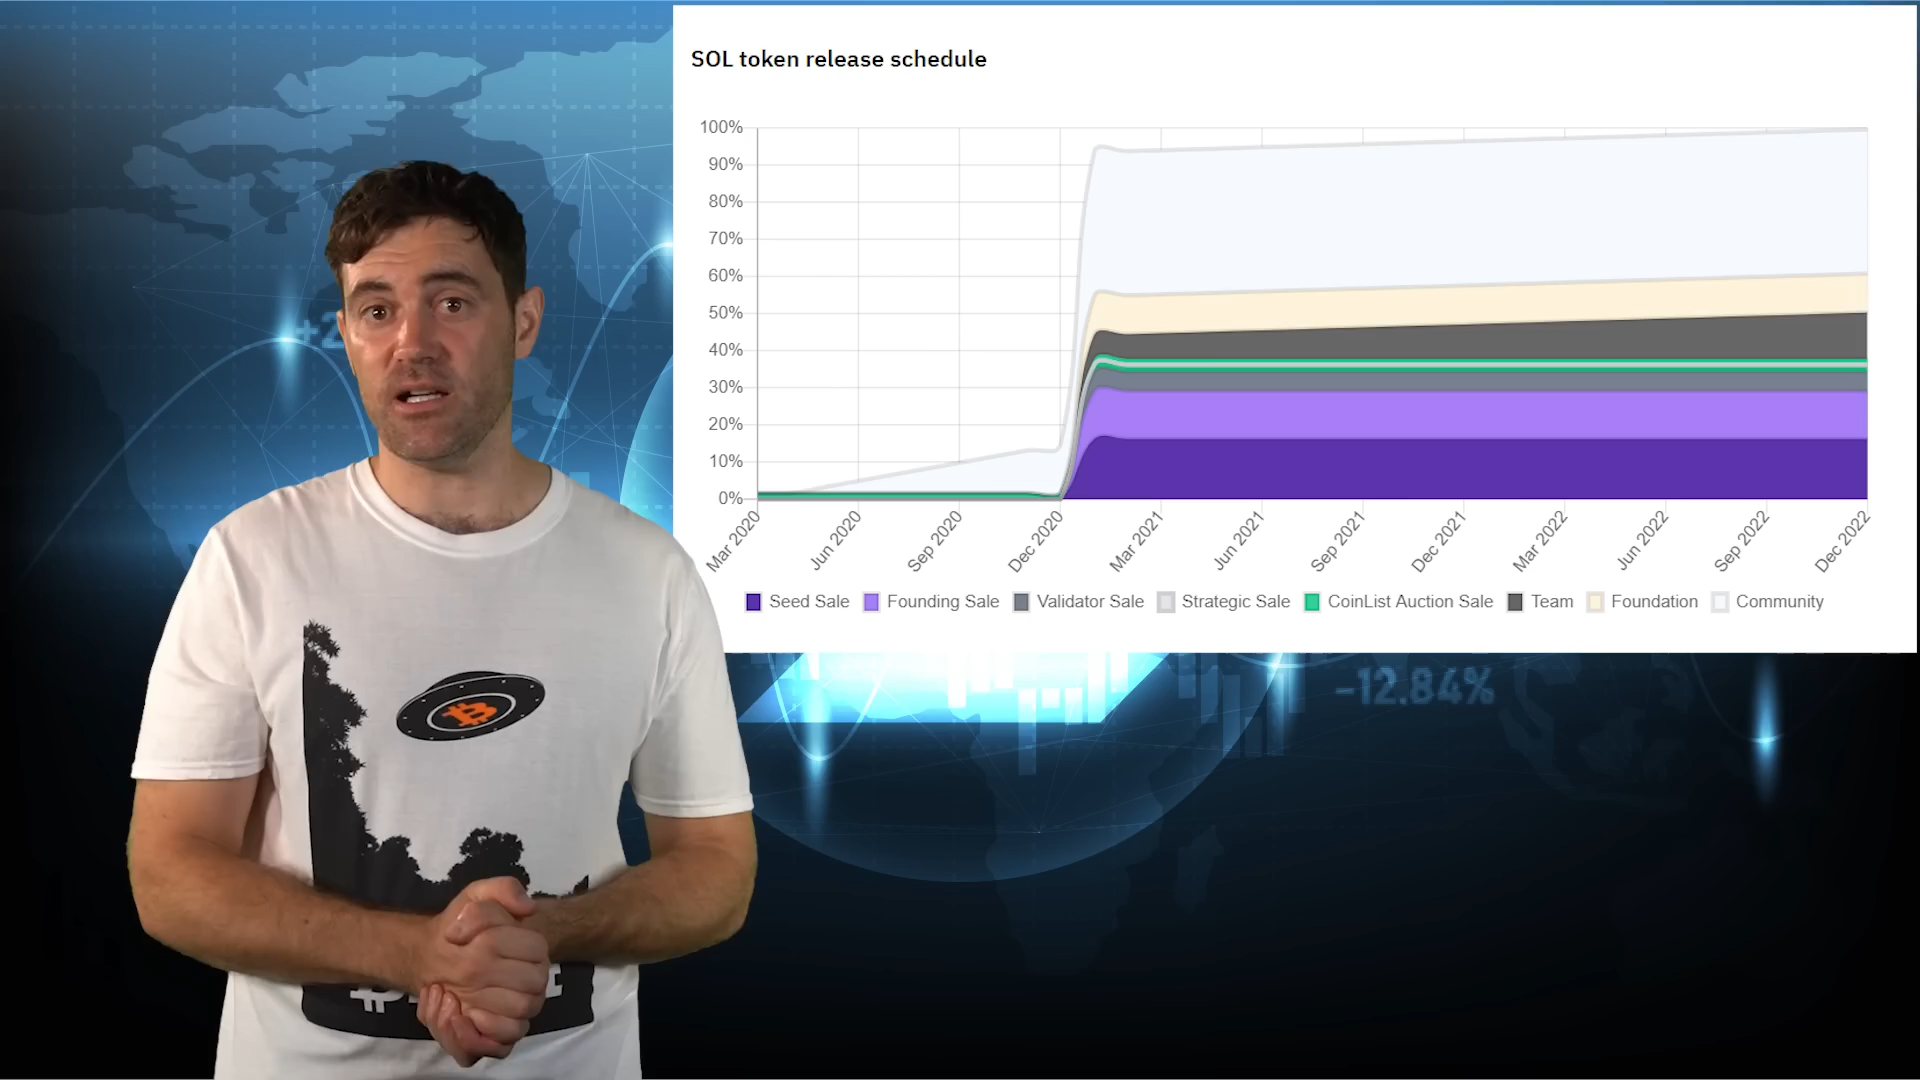 SOL token release schedule
100%
90%
80%
70%
60%
50%
40%
30%
20%
10%
0%
Mar 2020
Jun 2020
Sep 2020
Dec 2020
Mar 2021
Jun 2021
Sep 2021
Dec 2021
Mar 2022
Jun 2022
Sep 2022
Dec 2022
Seed Sale Founding Sale Validator Sale Strategic Sale CoinList Auction Sale Team Foundation Community
+2
-12.84%